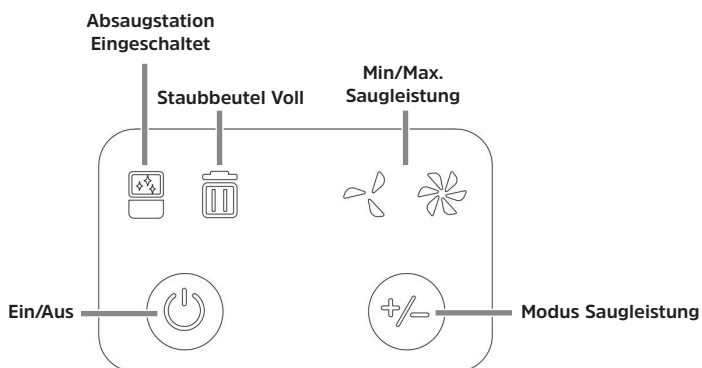 Absaugstation
Eingeschaltet
Staubbeutel Voll
Min/Max.
Saugleistung
Ein/Aus
+/-
Modus Saugleistung